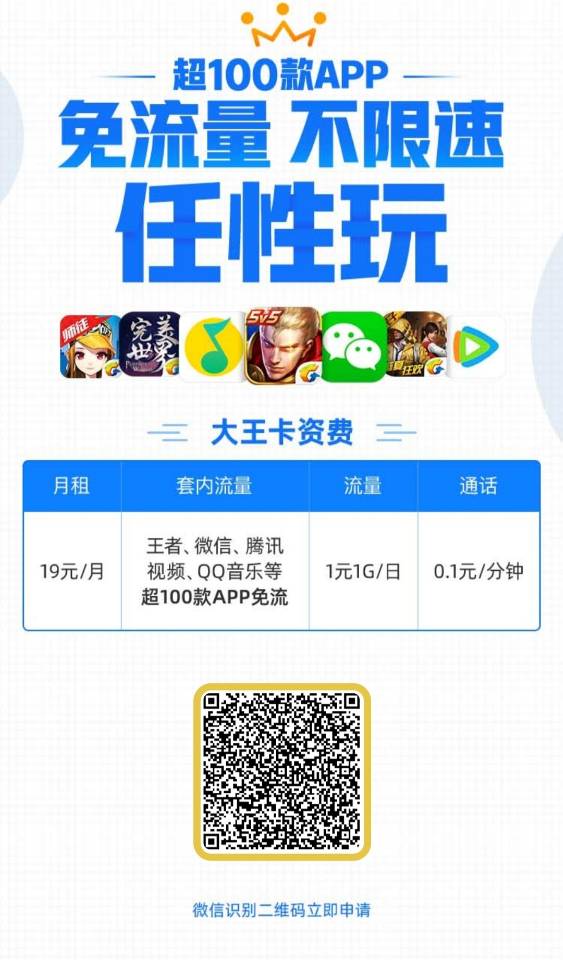 超100款APP
免流量 不限速
任性玩
师徒
完美世界
5v5
大王卡资费
月租 套内流量 流量 通话
19元/月
王者、微信、腾讯
视频、QQ音乐等
超100款APP免流
1元1G/日
0.1元/分钟
微信识别二维码立即申请